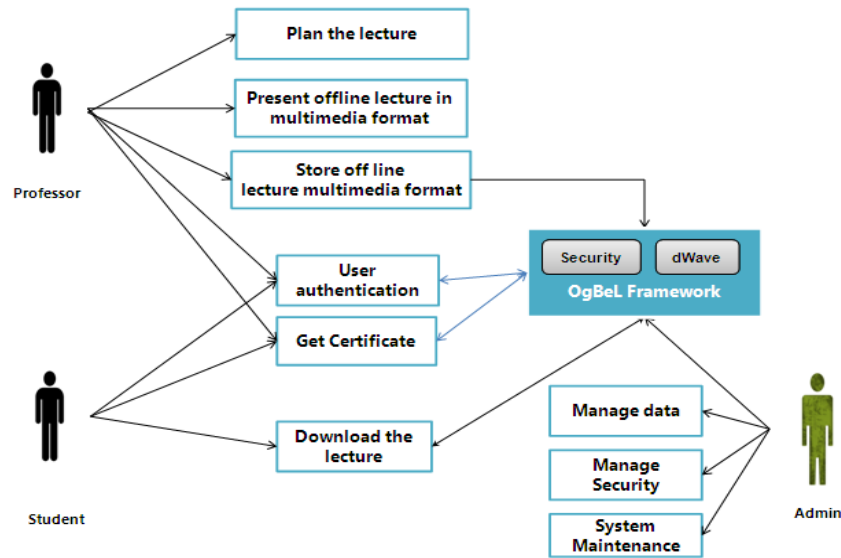 Plan the lecture
Present offline lecture in
multimedia format
Professor
Store off line
lecture multimedia format
Security
dWave
OgBeL Framework
User
authentication
Get Certificate
Manage data
Download the
lecture
Manage
Security
Student
Admin
System
Maintenance